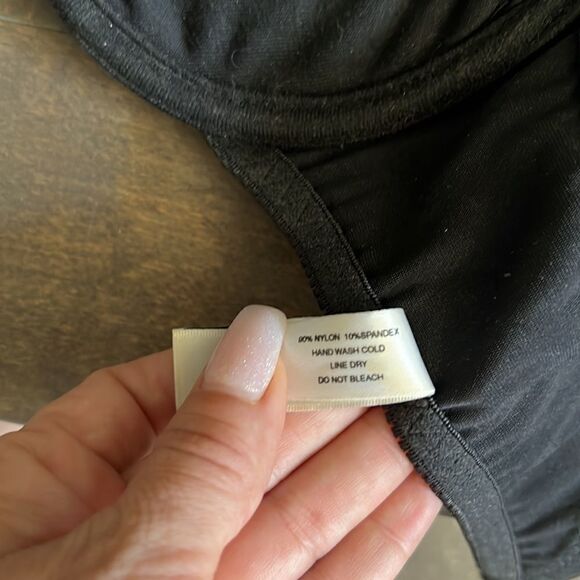 90% NYLON 10%SPANDEX
HAND WASH COLD
LINE DRY
DO NOT BLEACH